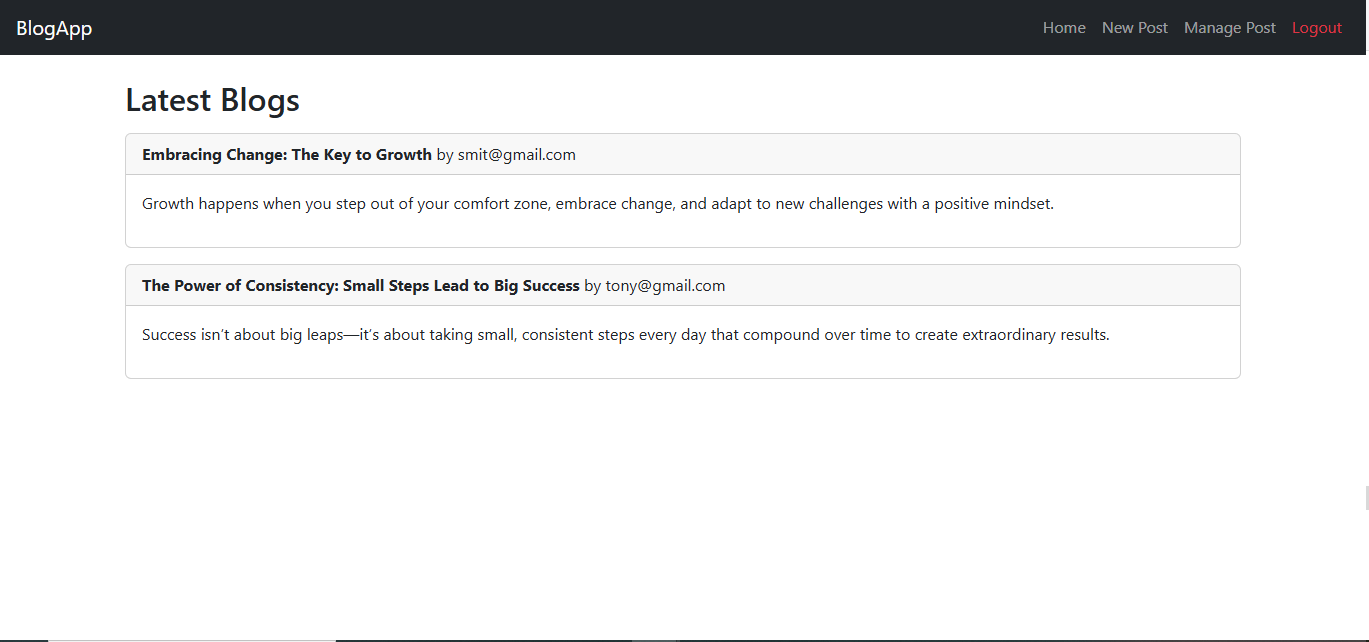 BlogApp Home New Post Manage Post Logout
Latest Blogs
Embracing Change: The Key to Growth by smit@gmail.com
Growth happens when you step out of your comfort zone, embrace change, and adapt to new challenges with a positive mindset.
The Power of Consistency: Small Steps Lead to Big Success by tony@gmail.com
Success isn’t about big leaps—it’s about taking small, consistent steps every day that compound over time to create extraordinary results.